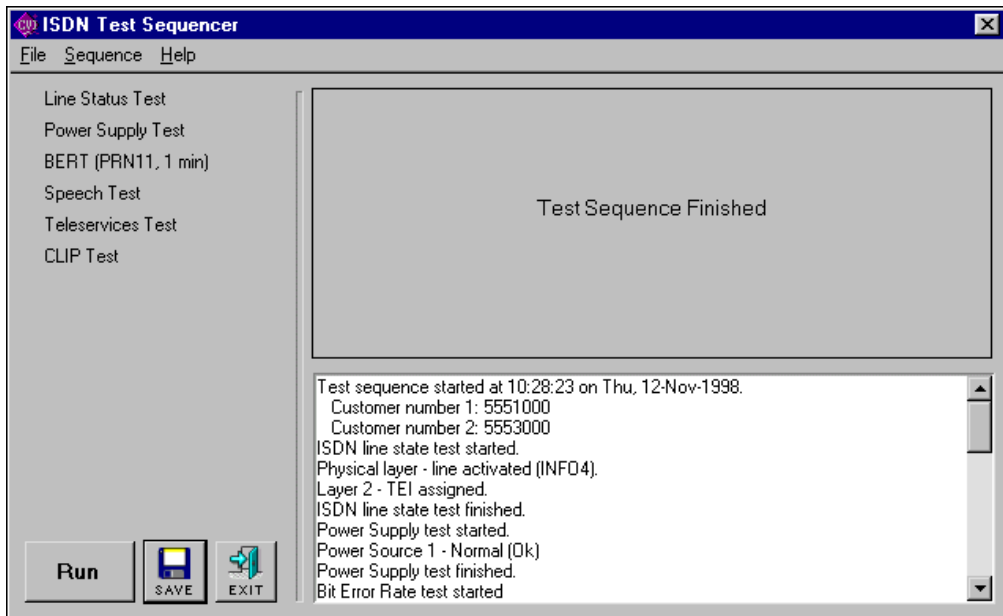 CVI ISDN Test Sequencer
File Sequence Help
Line Status Test
Power Supply Test
BERT (PRN11, 1 min)
Speech Test
Teleservices Test
CLIP Test
Run
SAVE
EXIT
Test Sequence Finished
Test sequence started at 10:28:23 on Thu, 12-Nov-1998.
Customer number 1: 5551000
Customer number 2: 5553000
ISDN line state test started.
Physical layer - line activated (INFO4).
Layer 2 - TEI assigned.
ISDN line state test finished.
Power Supply test started.
Power Source 1 - Normal (Ok)
Power Supply test finished.
Bit Error Rate test started